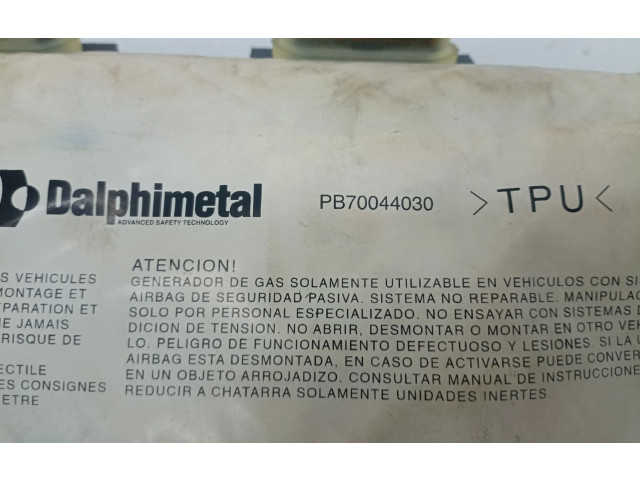 Dalphimetal
ADVANCED SAFETY TECHNOLOGY
PB70044030
>TPU<
VEHICULES
MONTAGE ET
PARATION ET
JAMAIS
RISQUE DE
ECTILE
ES CONSIGNES
ETRE
ATENCION!
GENERADOR DE GAS SOLAMENTE UTILIZABLE EN VEHICULOS CON SI
AIRBAG DE SEGURIDAD PASIVA. SISTEMA NO REPARABLE. MANIPULAC
SOLO POR PERSONAL ESPECIALIZADO. NO ENSAYAR CON SISTEMAS D
DICION DE TENSION. NO ABRIR, DESMONTAR O MONTAR EN OTRO VEH
LO. PELIGRO DE FUNCIONAMIENTO DEFECTUOSO Y LESIONES. SI LA U
AIRBAG ESTA DESMONTADA, EN CASO DE ACTIVARSE PUEDE CONVER
EN UN OBJETO ARROJADIZO. CONSULTAR MANUAL DE INSTRUCCIONE
REDUCIR A CHATARRA SOLAMENTE UNIDADES INERTES.